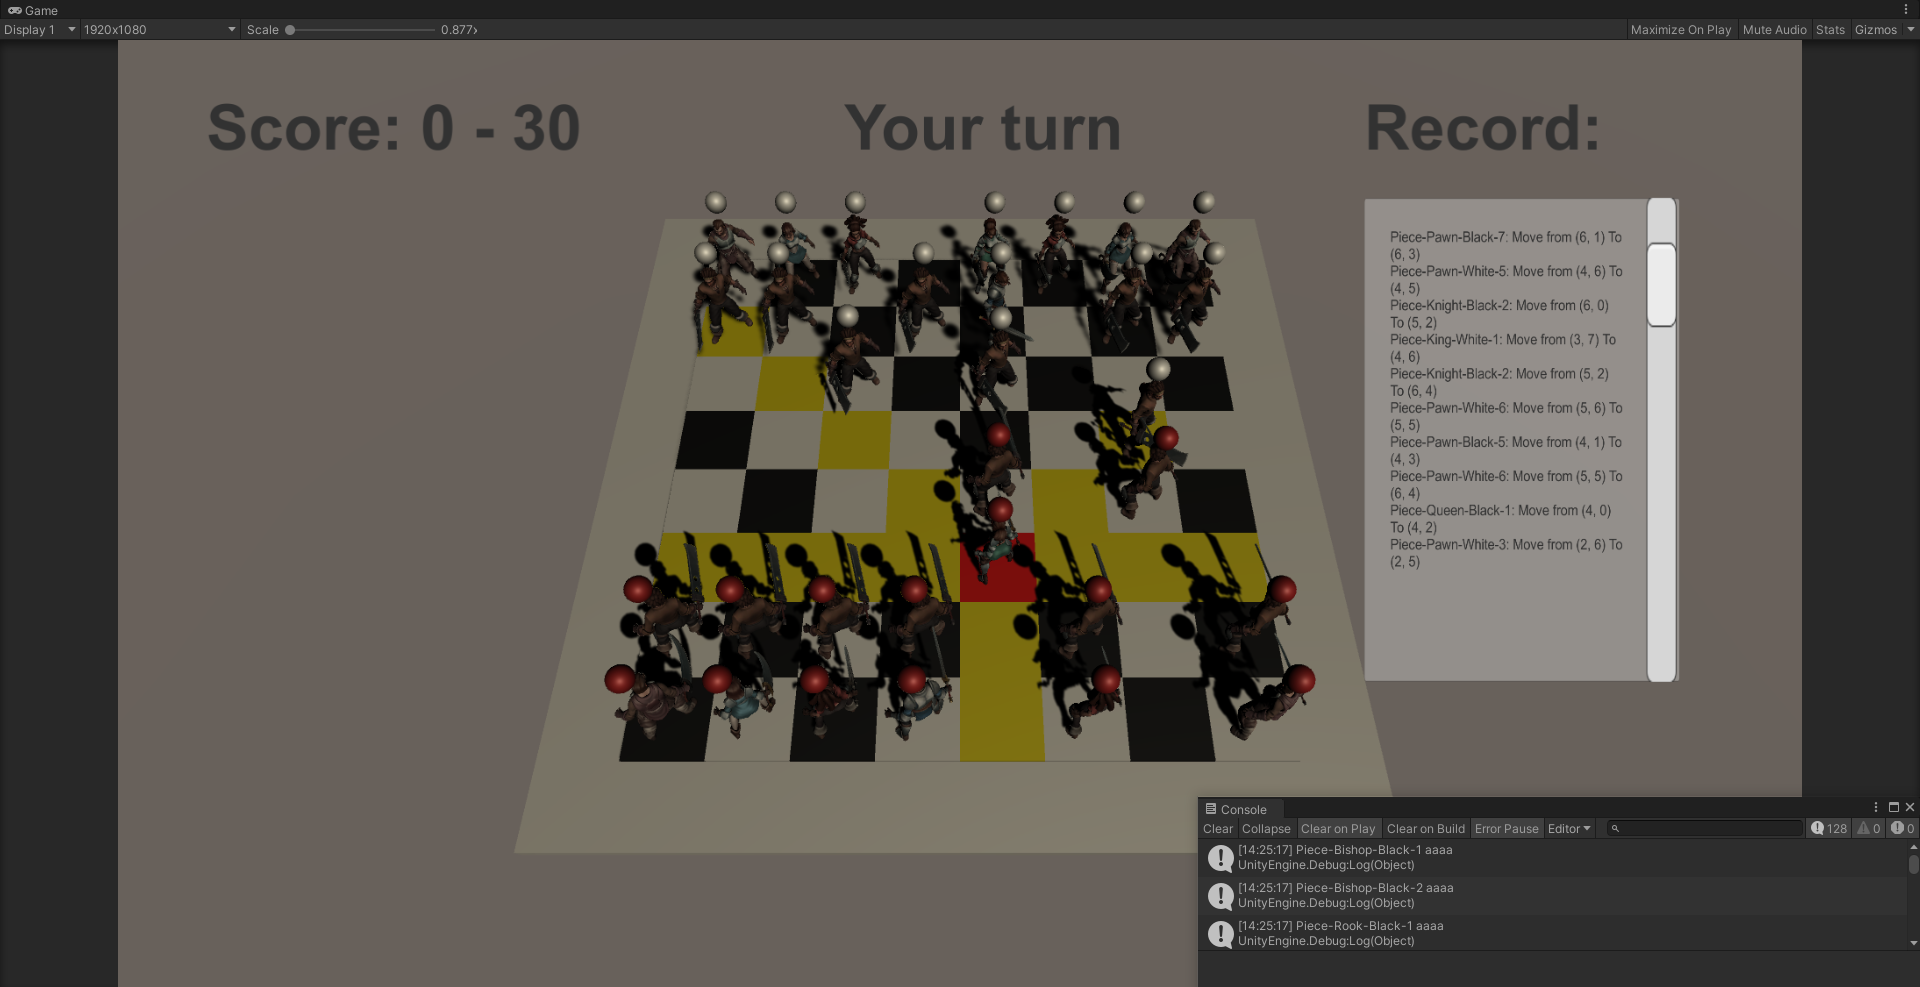 Game
Display 1
1920x1080
Scale
0.877x
Maximize On Play
Mute Audio
Stats
Gizmos
Score: 0 - 30
Your turn
Record:
Piece-Pawn-Black-7: Move from (6, 1) To
(6, 3)
Piece-Pawn-White-5: Move from (4, 6) To
(4, 5)
Piece-Knight-Black-2: Move from (6, 0)
To (5, 2)
Piece-King-White-1: Move from (3, 7) To
(4, 6)
Piece-Knight-Black-2: Move from (5, 2)
To (6, 4)
Piece-Pawn-White-6: Move from (5, 6) To
(5, 5)
Piece-Pawn-Black-5: Move from (4, 1) To
(4, 3)
Piece-Pawn-White-6: Move from (5, 5) To
(6, 4)
Piece-Queen-Black-1: Move from (4, 0)
To (4, 2)
Piece-Pawn-White-3: Move from (2, 6) To
(2, 5)
Console
Clear
Collapse
Clear on Play
Clear on Build
Error Pause
Editor
128
0
0
[14:25:17] Piece-Bishop-Black-1 aaaa
UnityEngine.Debug:Log(Object)
[14:25:17] Piece-Bishop-Black-2 aaaa
UnityEngine.Debug:Log(Object)
[14:25:17] Piece-Rook-Black-1 aaaa
UnityEngine.Debug:Log(Object)